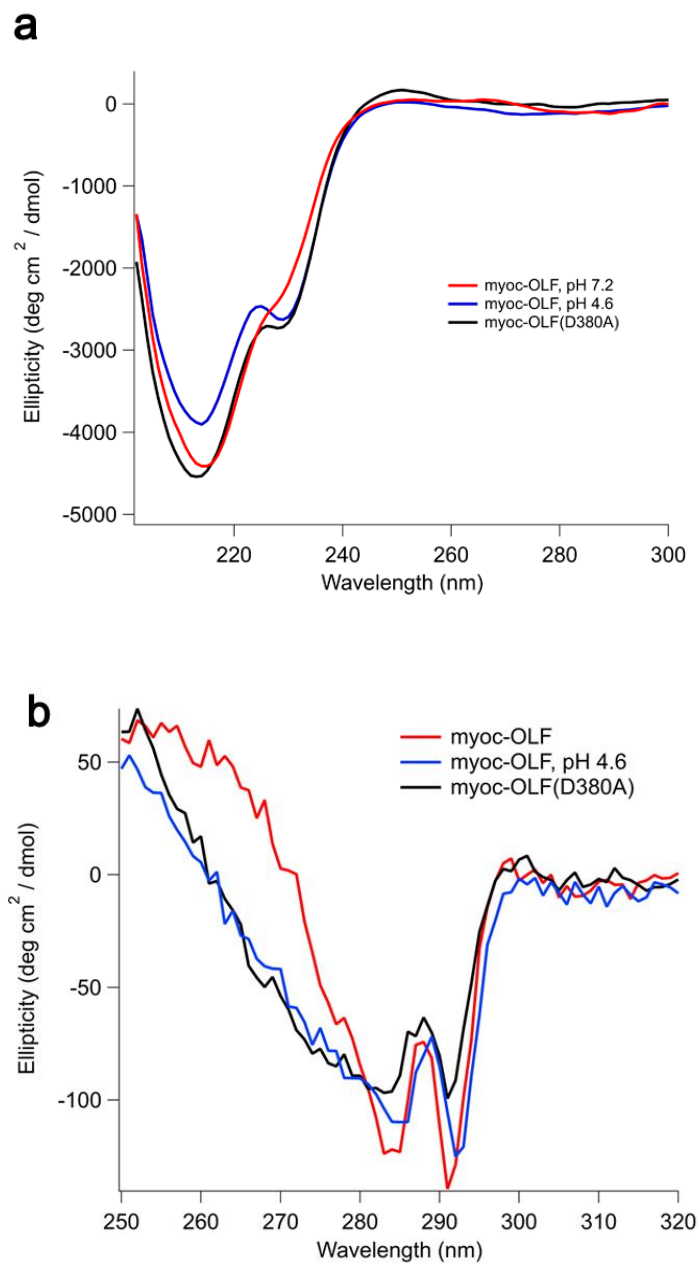 a
0
-1000
-2000
-3000
-4000
-5000
Ellipticity (deg cm 2 / dmol)
myoc-OLF, pH 7.2
myoc-OLF, pH 4.6
myoc-OLF(D380A)
220 240 260 280 300
Wavelength (nm)
b
50
0
-50
-100
Ellipticity (deg cm 2 / dmol)
myoc-OLF
myoc-OLF, pH 4.6
myoc-OLF(D380A)
250 260 270 280 290 300 310 320
Wavelength (nm)